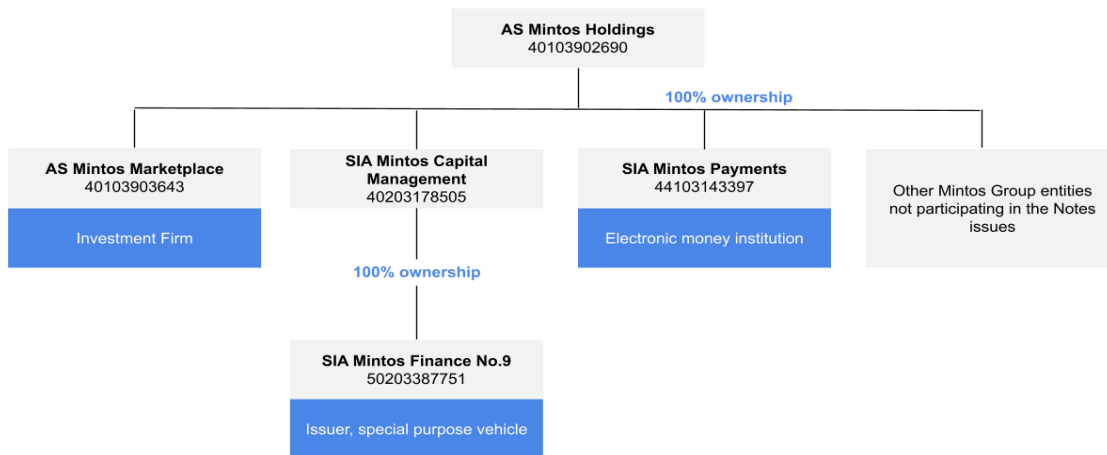 AS Mintos Holdings
40103902690
100% ownership
AS Mintos Marketplace
40103903643
Investment Firm
SIA Mintos Capital
Management
40203178505
SIA Mintos Payments
44103143397
Electronic money institution
Other Mintos Group entities
not participating in the Notes
issues
100% ownership
SIA Mintos Finance No.9
50203387751
Issuer, special purpose vehicle